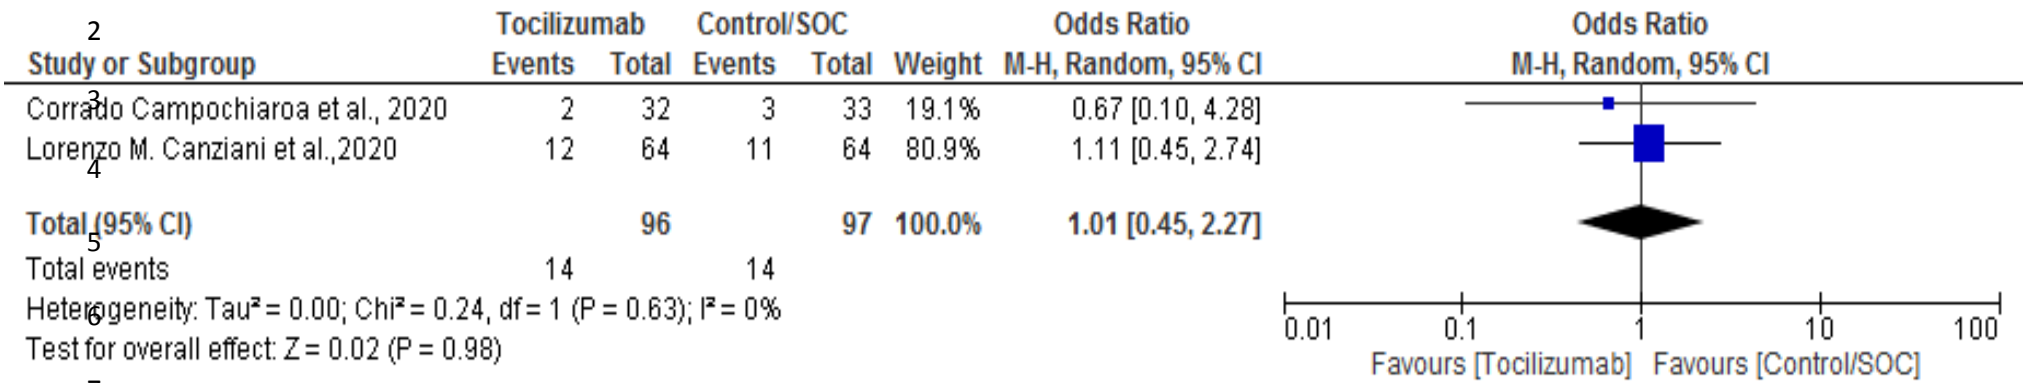 2
Tocilizumab Control/SOC Odds Ratio Odds Ratio
Study or Subgroup Events Total Events Total Weight M-H, Random, 95% CI M-H, Random, 95% CI
3
Corrado Campochiaroa et al., 2020 2 32 3 33 19.1% 0.67 [0.10, 4.28]
Lorenzo M. Canziani et al.,2020 12 64 11 64 80.9% 1.11 [0.45, 2.74]
4
Total (95% CI) 96 97 100.0% 1.01 [0.45, 2.27]
5
Total events 14 14
Heterogeneity: Tau² = 0.00; Chi² = 0.24, df = 1 (P = 0.63); I² = 0%
6
Test for overall effect: Z = 0.02 (P = 0.98)
0.01 0.1 1 10 100
Favours [Tocilizumab] Favours [Control/SOC]